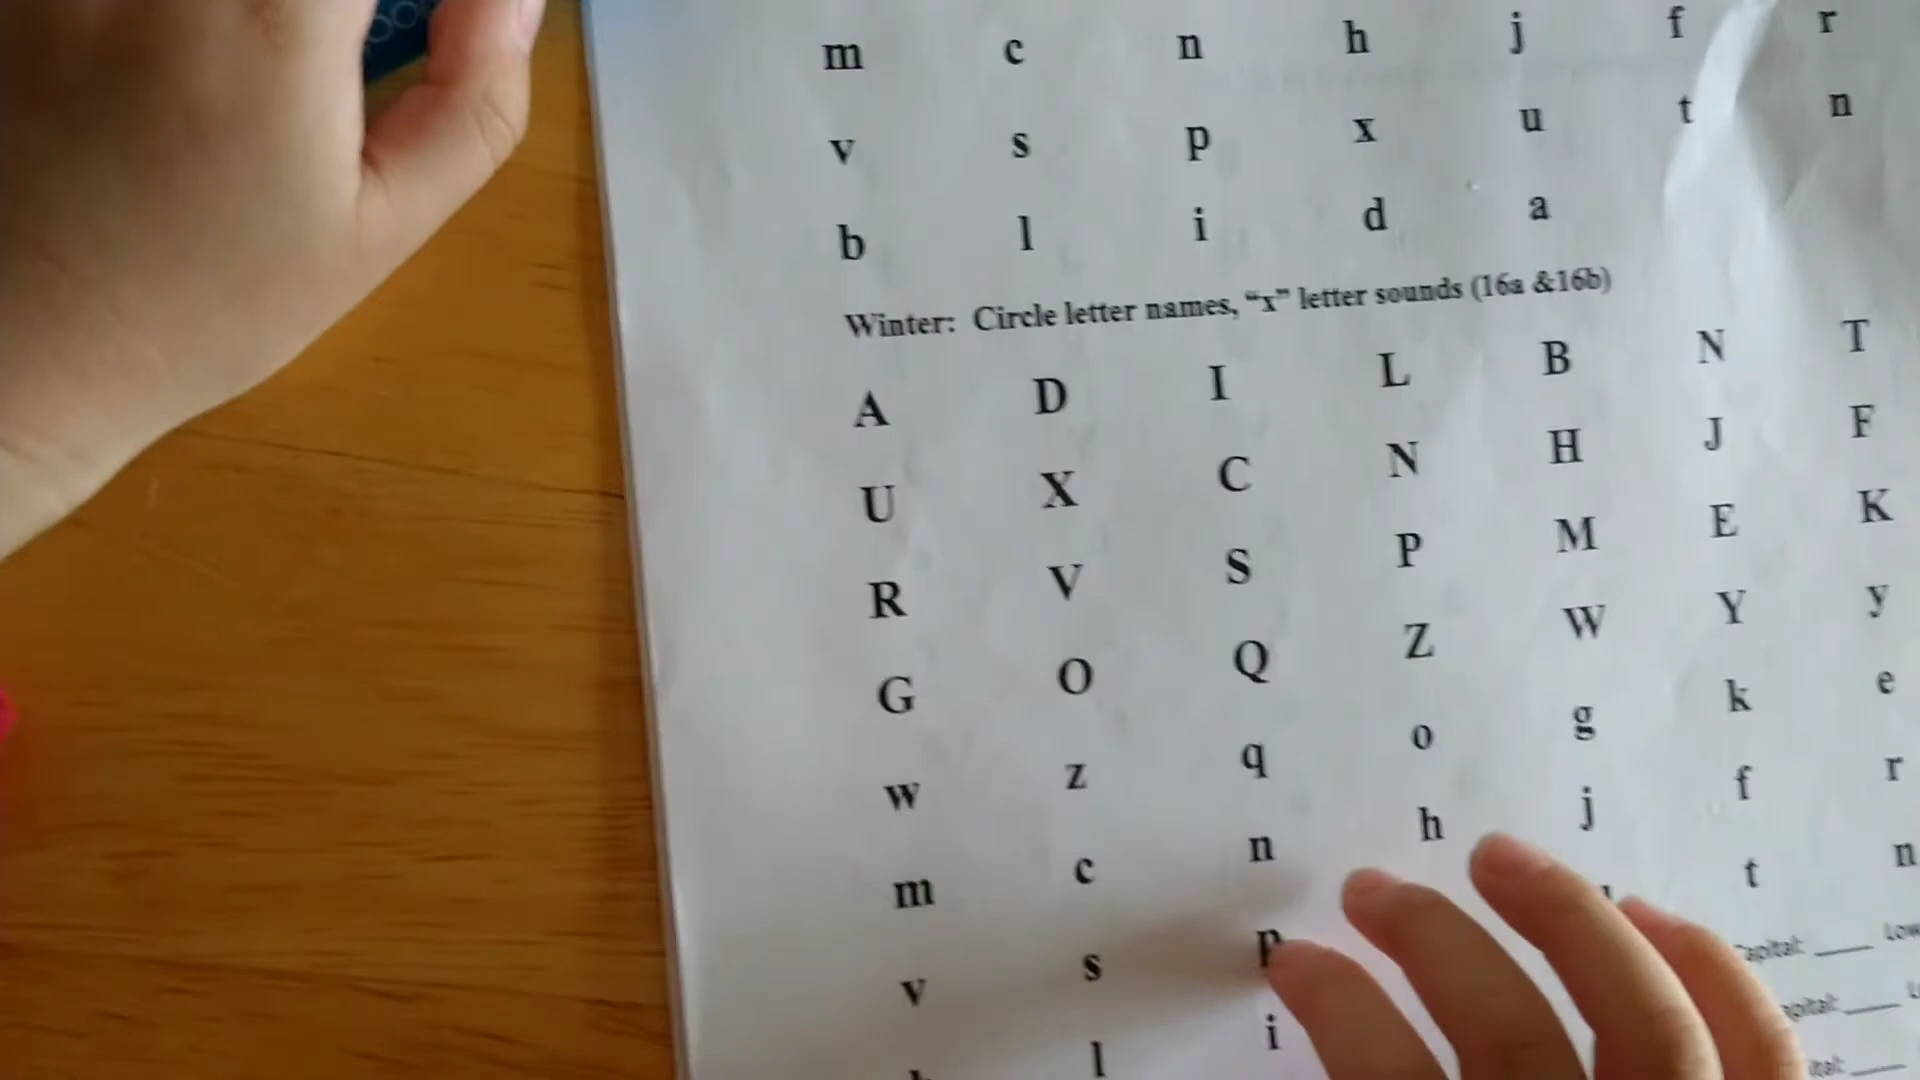 m c n h j f r
v s p x u t n
b l i d a
Winter: Circle letter names, “x” letter sounds (16a &16b)
A D I L B N T
U X C N H J F
R V S P M E K
G O Q Z W Y y
w z q o g k e
m c n h j f r
v s p t n
l i